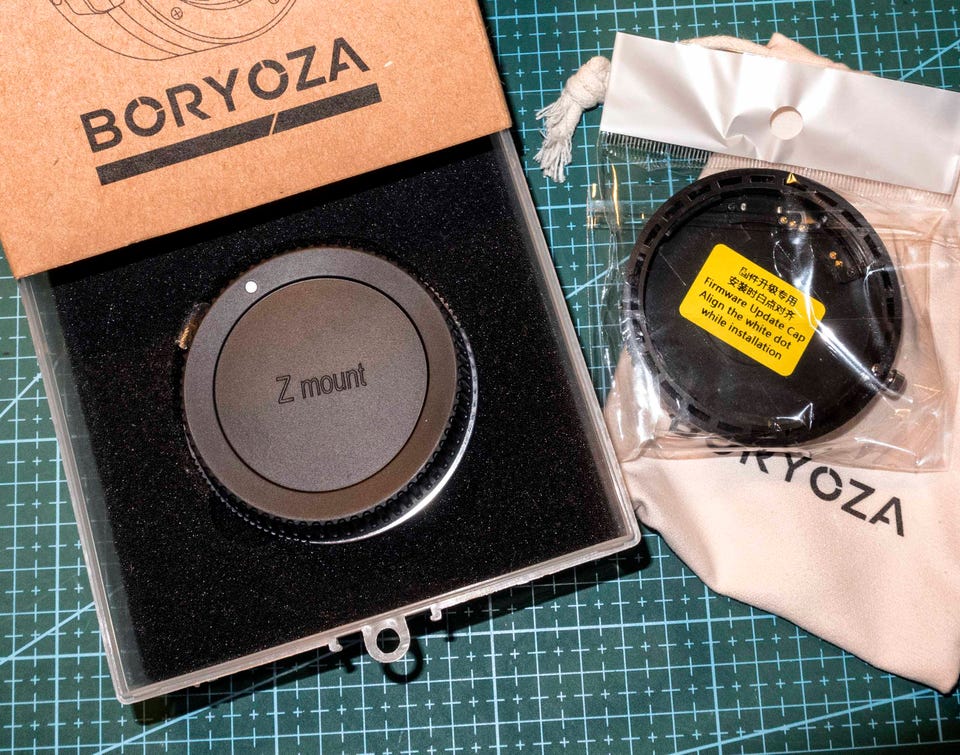 BORYOZA
Z mount
固件升级专用
安装时白点对齐
Firmware Update Cap
Align the white dot
while installation
ORYOZA